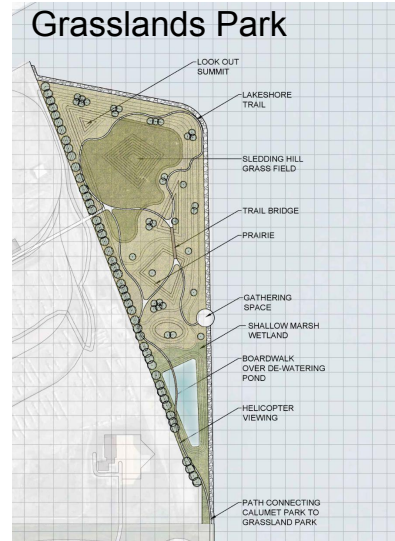 Grasslands Park
LOOK OUT
SUMMIT
LAKESHORE
TRAIL
SLEDDING HILL
GRASS FIELD
TRAIL BRIDGE
PRAIRIE
GATHERING
SPACE
SHALLOW MARSH
WETLAND
BOARDWALK
OVER DE-WATERING
POND
HELICOPTER
VIEWING
PATH CONNECTING
CALUMET PARK TO
GRASSLAND PARK